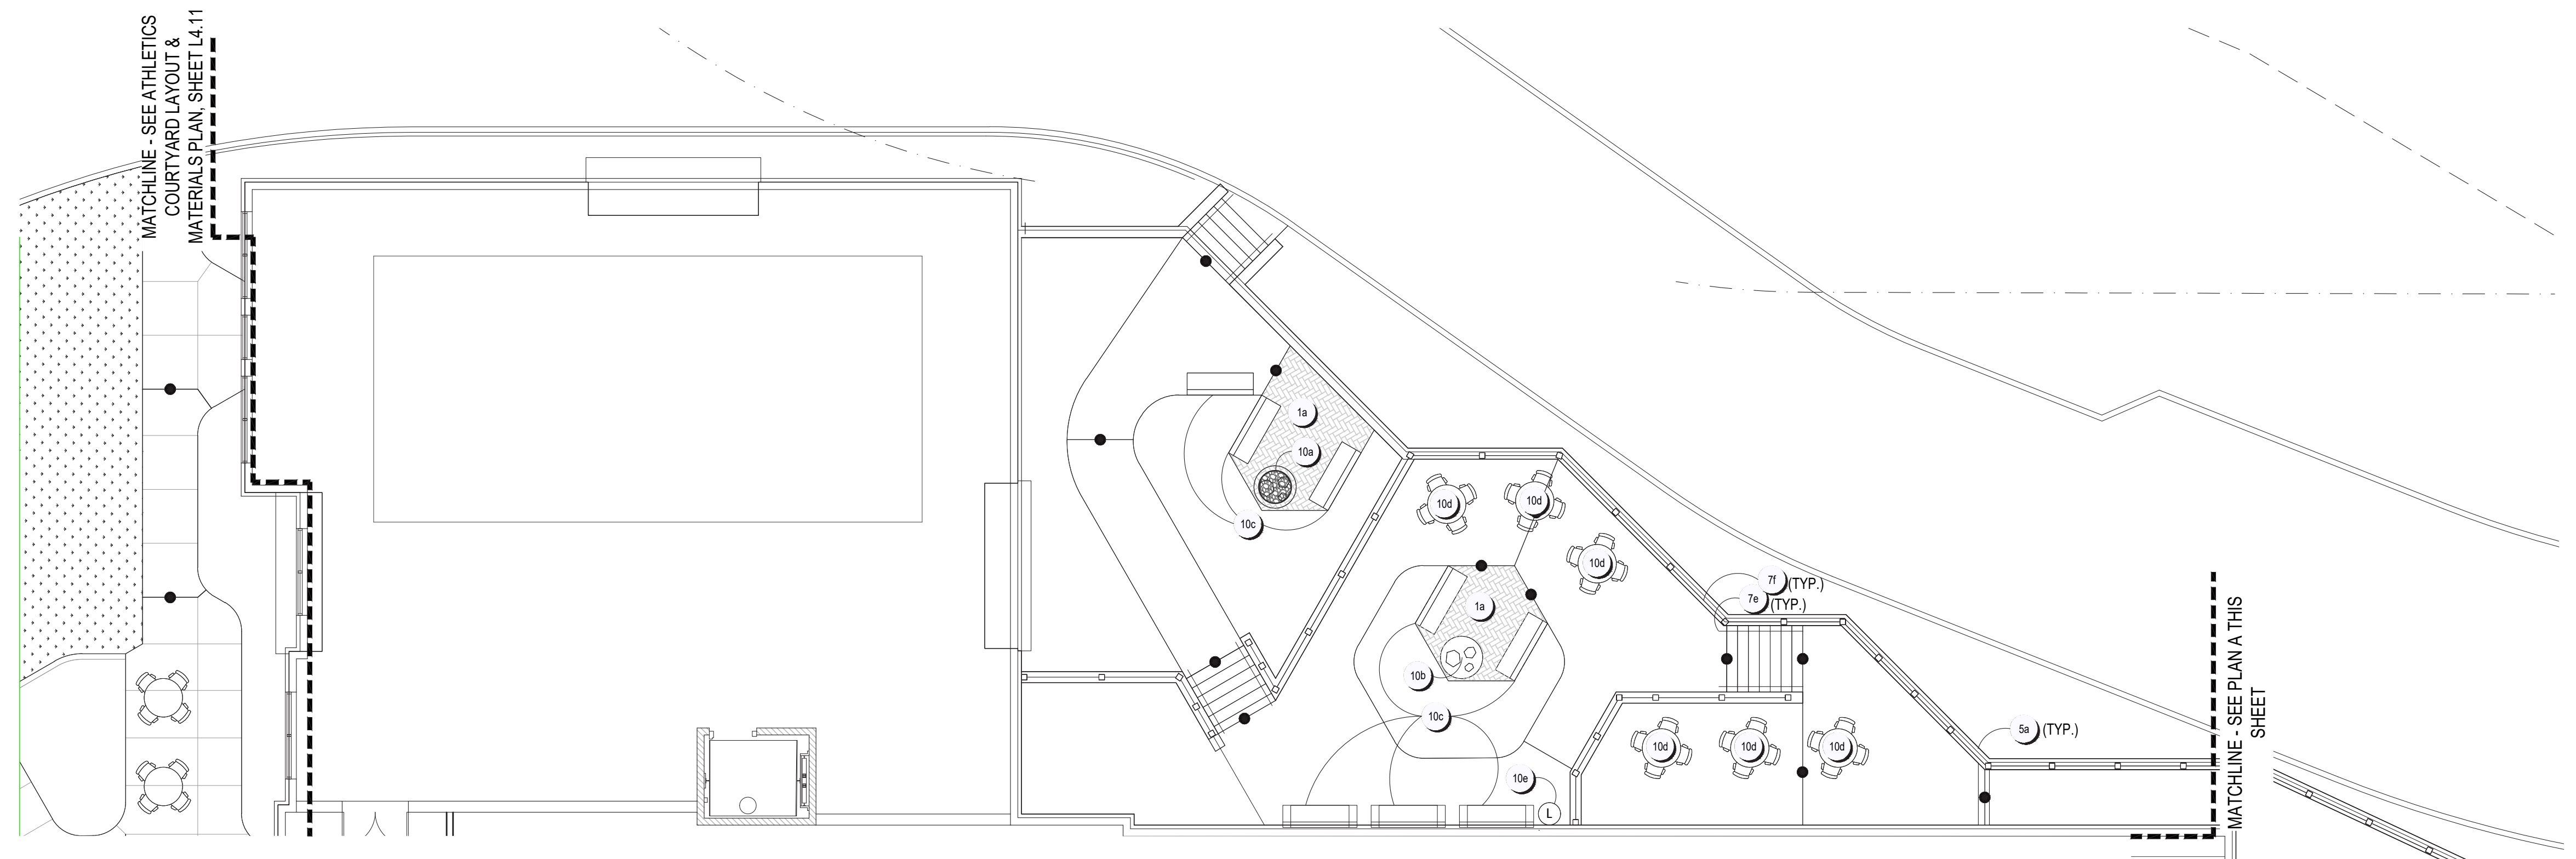 MATCHLINE - SEE ATHLETICS
COURTYARD LAYOUT &
MATERIALS PLAN, SHEET L4.11
1a
10a
10c
10d
10d
10d
1a
7f (TYP.)
7e (TYP.)
10b
10c
10d
10d
10d
5a (TYP.)
10e
L
MATCHLINE - SEE PLAN A THIS
SHEET